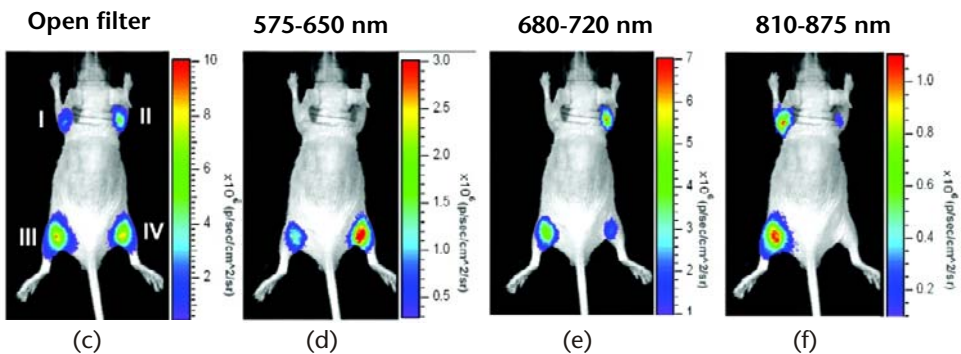 Open filter
575-650 nm
680-720 nm
810-875 nm
I
II
III
IV
10
8
6
4
2
x10^6 (p/sec/cm^2/sr)
3.0
2.5
2.0
1.5
1.0
0.5
x10^6 (p/sec/cm^2/sr)
7
6
5
4
3
2
1
x10^6 (p/sec/cm^2/sr)
1.0
0.8
0.6
0.4
0.2
x10^6 (p/sec/cm^2/sr)
(c)
(d)
(e)
(f)